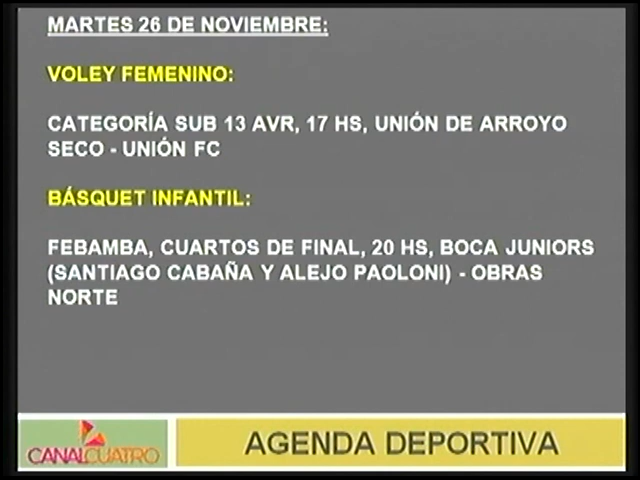 MARTES 26 DE NOVIEMBRE:
VOLEY FEMENINO:
CATEGORÍA SUB 13 AVR, 17 HS, UNIÓN DE ARROYO
SECO - UNIÓN FC
BÁSQUET INFANTIL:
FEBAMBA, CUARTOS DE FINAL, 20 HS, BOCA JUNIORS
(SANTIAGO CABAÑA Y ALEJO PAOLONI) - OBRAS
NORTE
CANALCUATRO
AGENDA DEPORTIVA